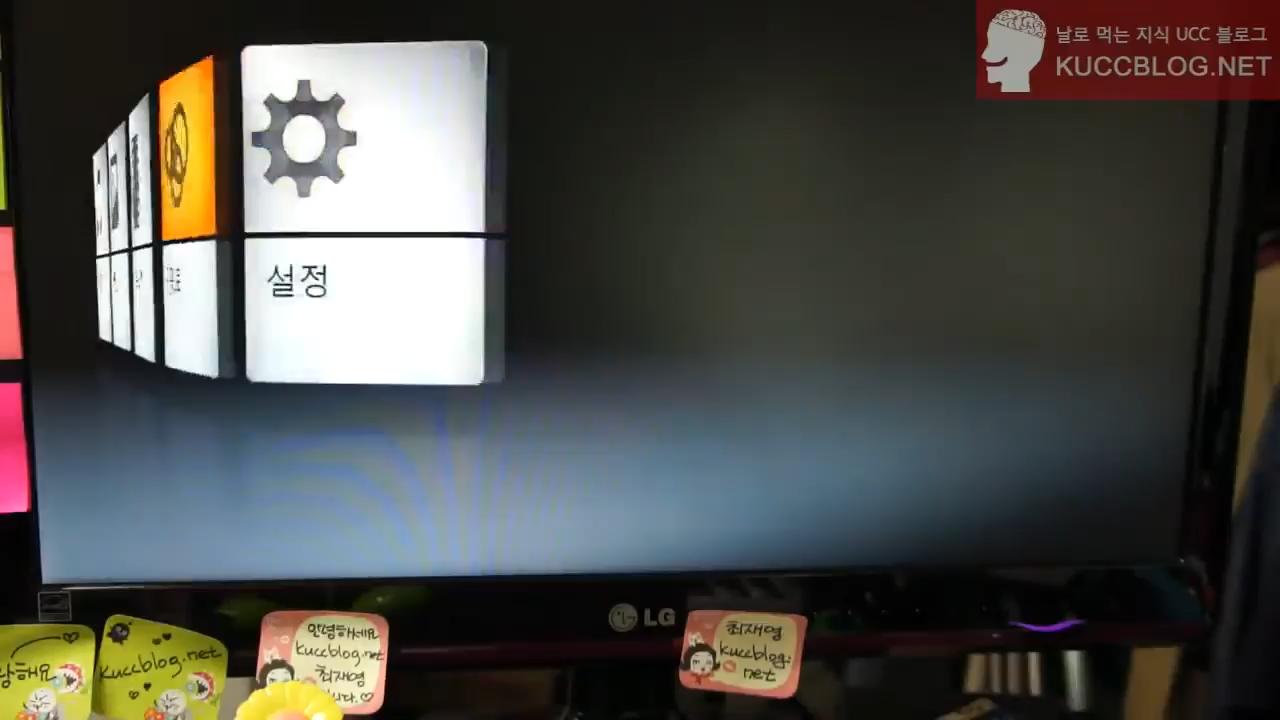 날로 먹는 지식 UCC 블로그
KUCCBLOG.NET
설정
LG
안녕하세요
kuccblog.net
최재영
kuccblog.net
최재영
kuccblog.
net